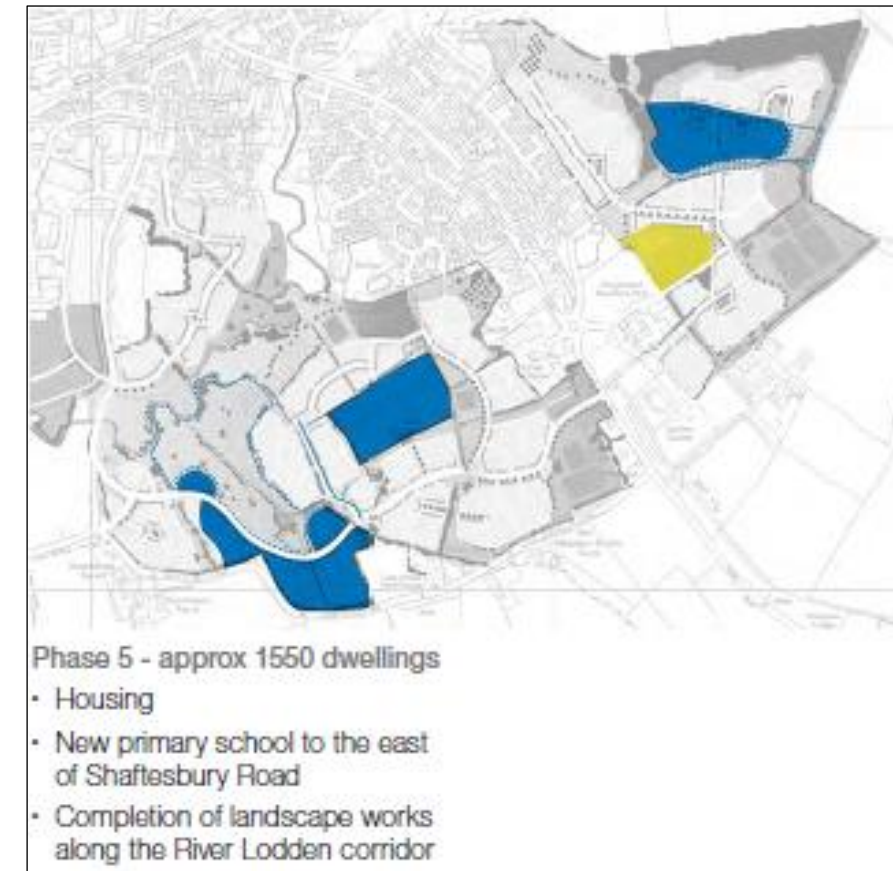 Phase 5 - approx 1550 dwellings
• Housing
• New primary school to the east
of Shaftesbury Road
• Completion of landscape works
along the River Lodden corridor